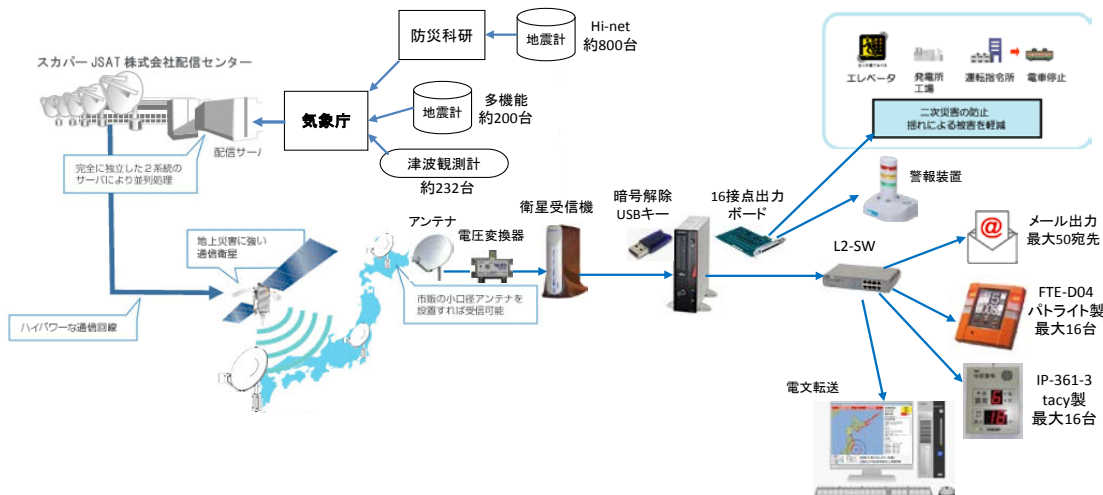 スカパー JSAT 株式会社配信センター
防災科研
地震計
Hi-net
約800台
気象庁
地震計
多機能
約200台
津波観測計
約232台
配信サーバ
完全に独立した2系統の
サーバにより並列処理
地上災害に強い
通信衛星
ハイパワーな通信回線
アンテナ
電圧変換器
衛星受信機
市販の小口径アンテナを
設置すれば受信可能
暗号解除
USBキー
16接点出力
ボード
エレベータ
発電所
工場
運転指令所
電車停止
二次災害の防止
揺れによる被害を軽減
警報装置
L2-SW
メール出力
最大50宛先
FTE-D04
パトライト製
最大16台
IP-361-3
tacy製
最大16台
電文転送